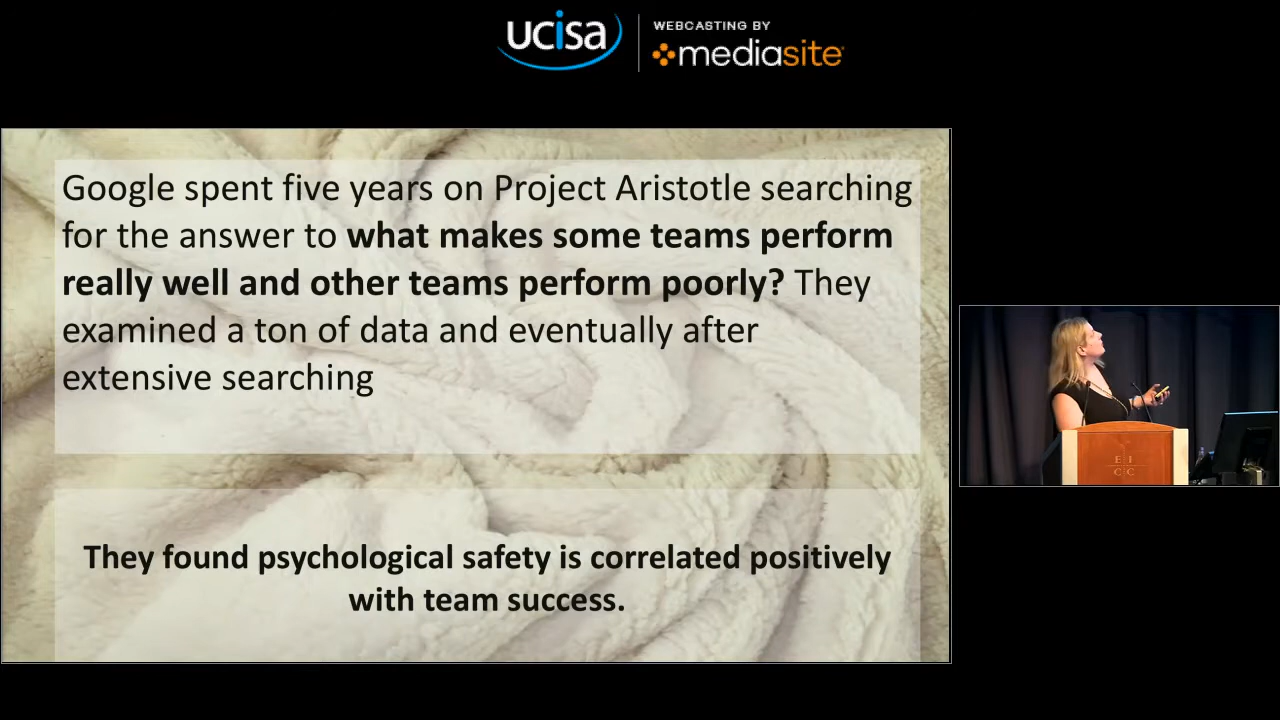 ucisa
WEBCASTING BY
mediasite
Google spent five years on Project Aristotle searching
for the answer to what makes some teams perform
really well and other teams perform poorly? They
examined a ton of data and eventually after
extensive searching
They found psychological safety is correlated positively
with team success.
E I
C C